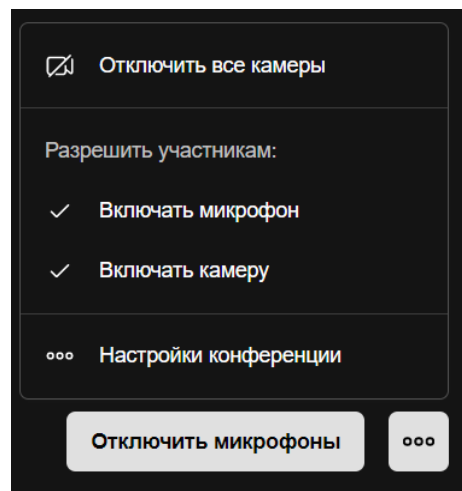 Отключить все камеры
Разрешить участникам:
Включать микрофон
Включать камеру
Настройки конференции
Отключить микрофоны